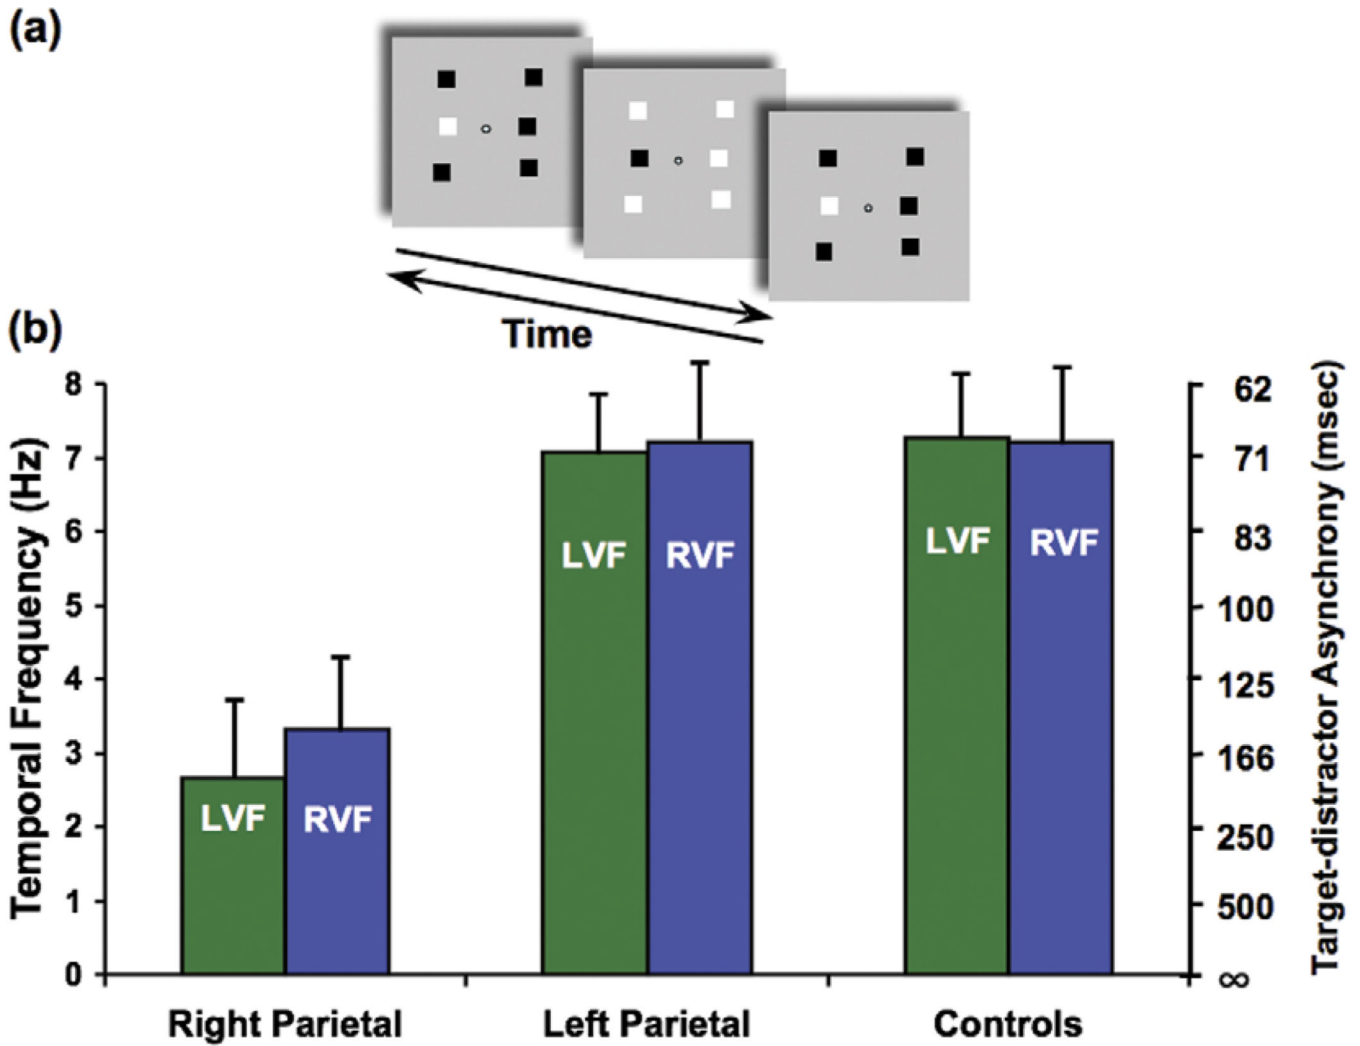 (a)
Time
(b)
Temporal Frequency (Hz)
8
7
6
5
4
3
2
1
0
LVF RVF
LVF RVF
LVF RVF
62
71
83
100
125
166
250
500
∞
Target-distractor Asynchrony (msec)
Right Parietal Left Parietal Controls